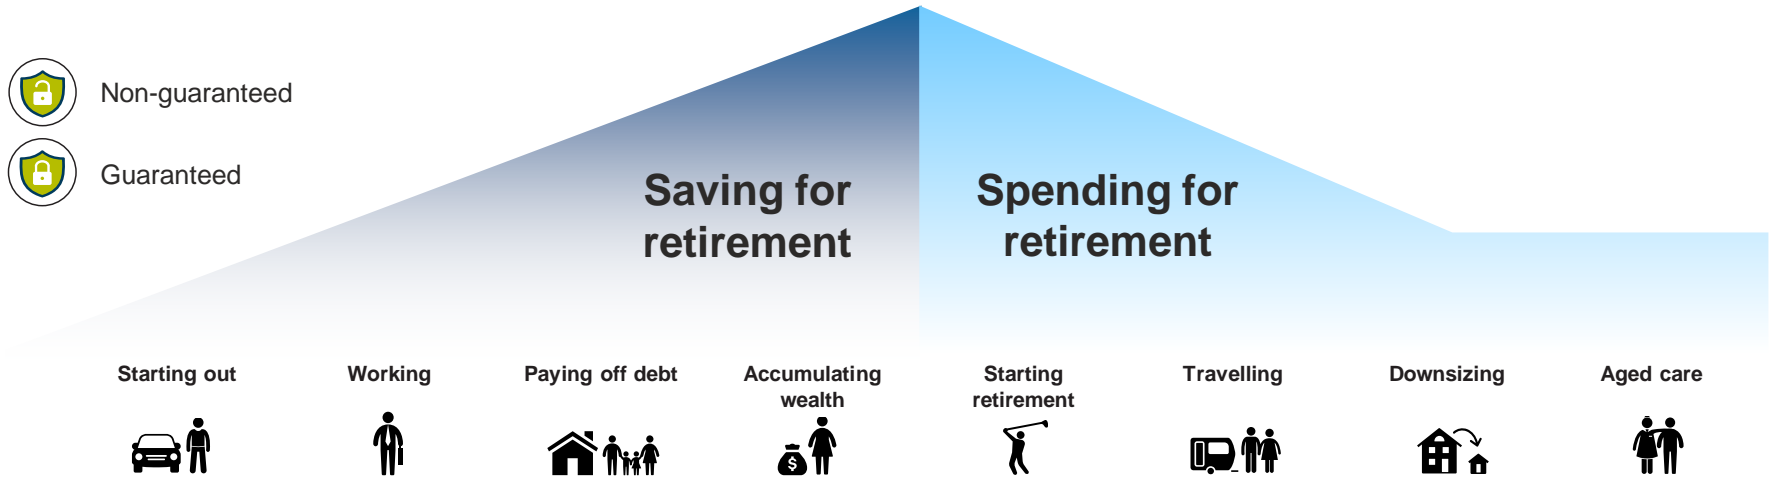 Non-guaranteed
Guaranteed
Saving for
retirement
Spending for
retirement
Starting out
Working
Paying off debt
Accumulating
wealth
Starting
retirement
Travelling
Downsizing
Aged care
$